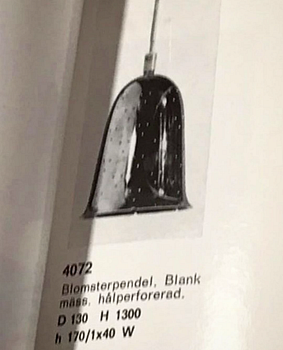 4072
Blomsterpendel, Blank
mäss. hålperforerad.
D 130 H 1300
h 170/1x40 W